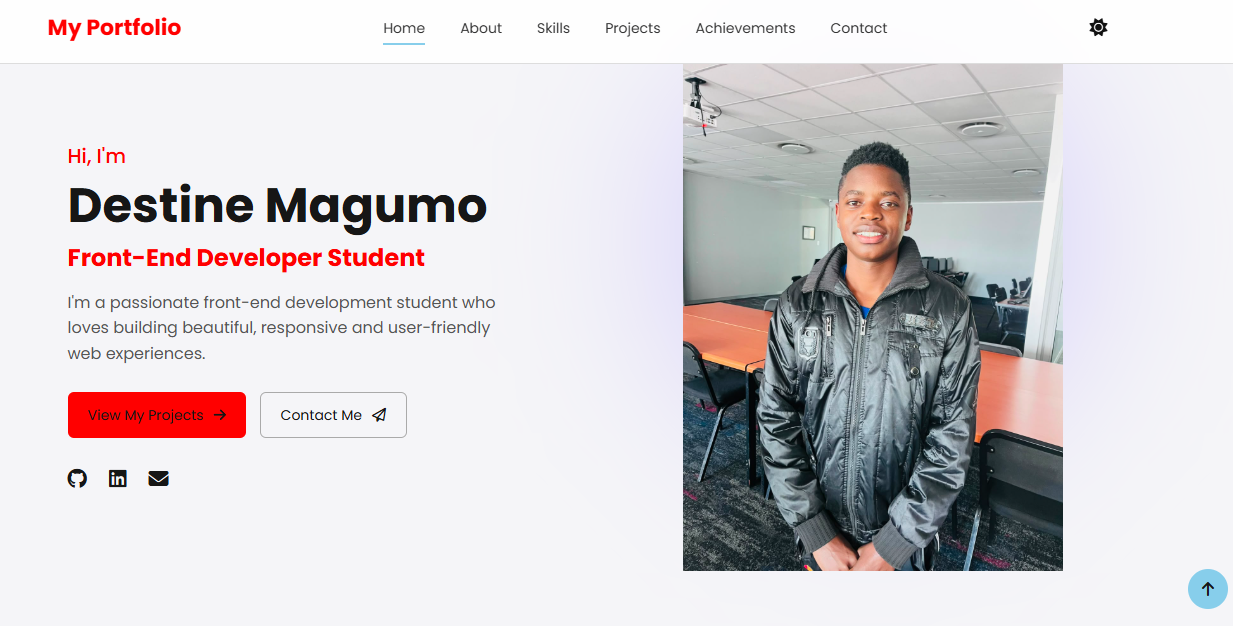 My Portfolio
Home About Skills Projects Achievements Contact
Hi, I'm
Destine Magumo
Front-End Developer Student
I'm a passionate front-end development student who
loves building beautiful, responsive and user-friendly
web experiences.
View My Projects
Contact Me